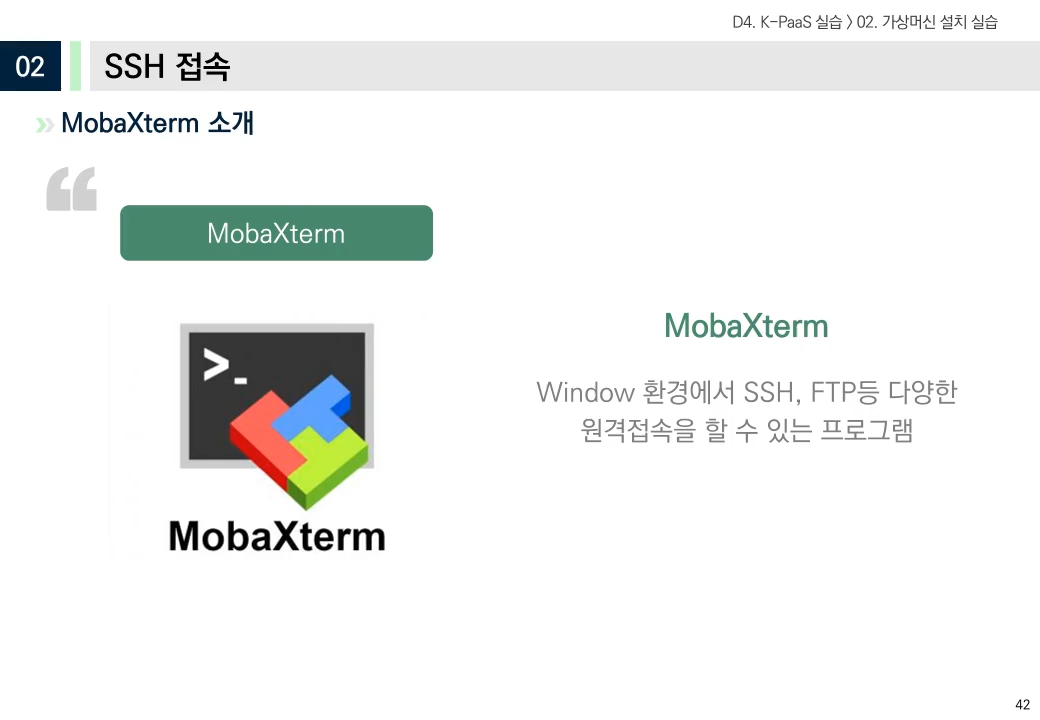 D4. K-PaaS 실습 > 02. 가상머신 설치 실습
02
SSH 접속
MobaXterm 소개
MobaXterm
>_
MobaXterm
MobaXterm
Window 환경에서 SSH, FTP등 다양한
원격접속을 할 수 있는 프로그램
42